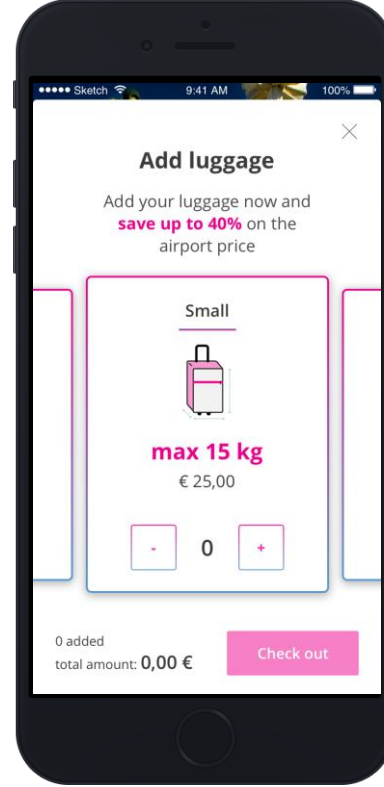 Sketch 9:41 AM 100%
Add luggage
Add your luggage now and
save up to 40% on the
airport price
Small
max 15 kg
€ 25,00
- 0 +
0 added
total amount: 0,00 €
Check out